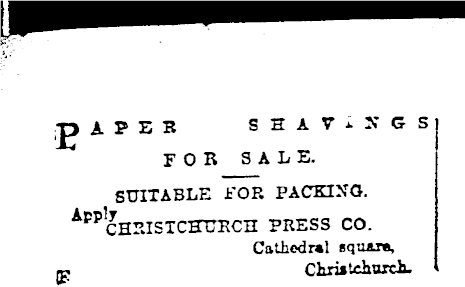 PAPER SHAVINGS
FOR SALE.
SUITABLE FOR PACKING.
Apply
CHRISTCHURCH PRESS CO.
Cathedral square,
Christchurch.